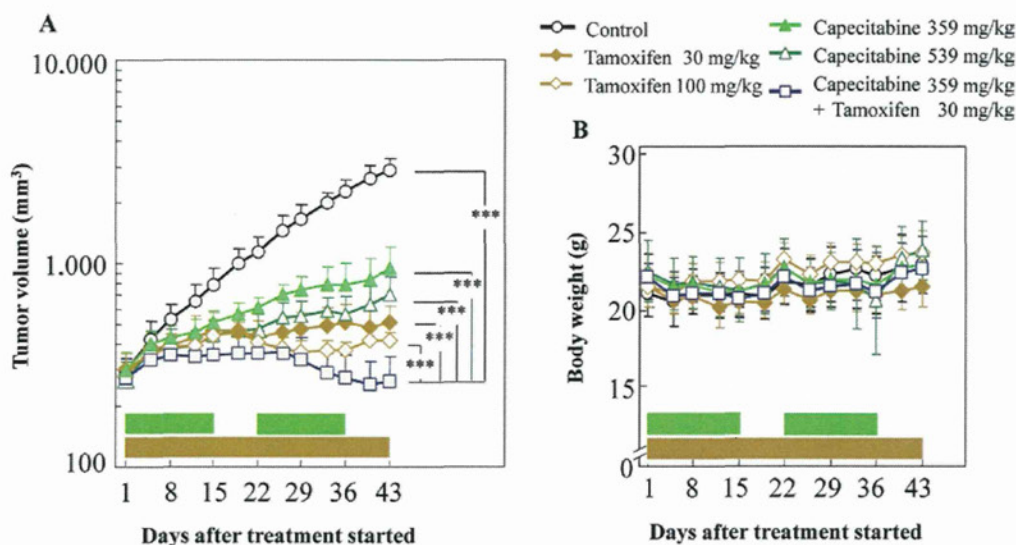 A
Control
Tamoxifen 30 mg/kg
Tamoxifen 100 mg/kg
Capecitabine 359 mg/kg
Capecitabine 539 mg/kg
Capecitabine 359 mg/kg
+ Tamoxifen 30 mg/kg
Tumor volume (mm³)
10.000
1.000
100
***
***
***
***
***
1 8 15 22 29 36 43
Days after treatment started
B
Body weight (g)
30
25
20
15
0
1 8 15 22 29 36 43
Days after treatment started